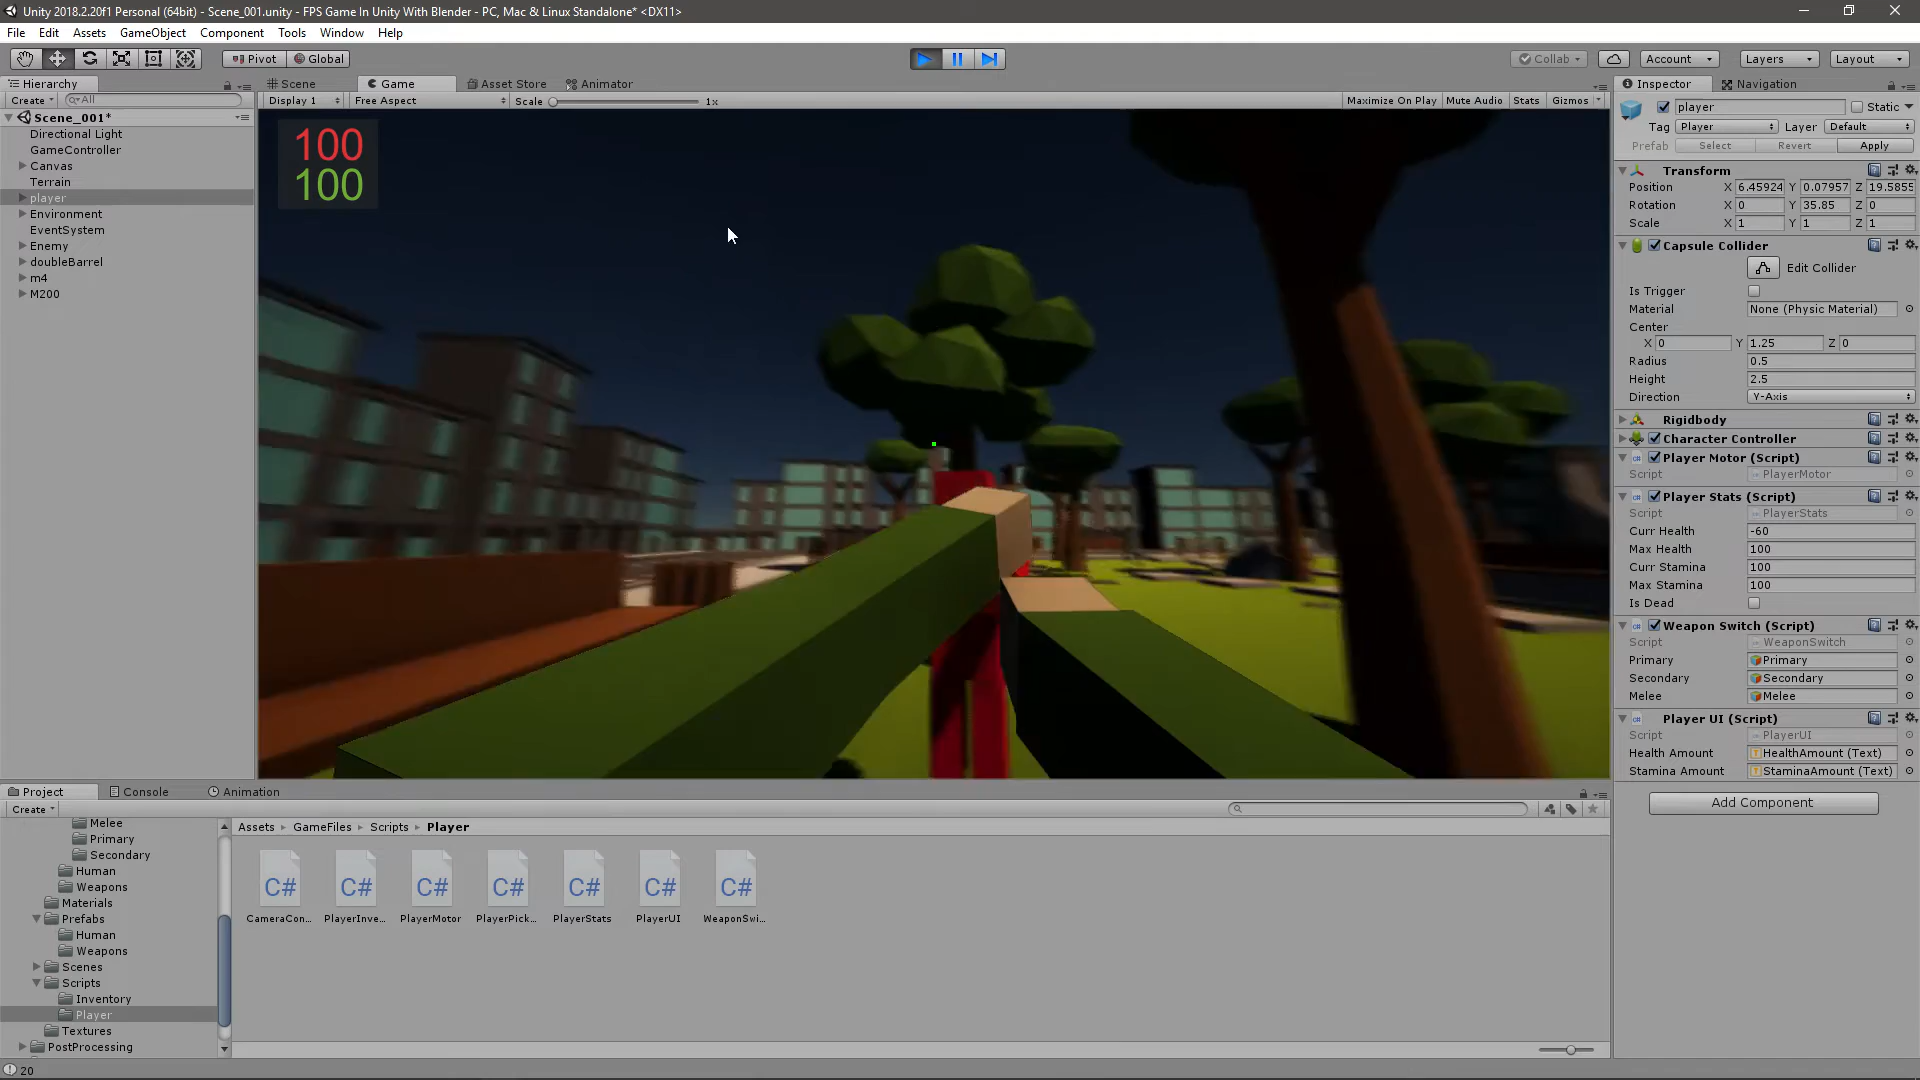 Unity 2018.2.20f1 Personal (64bit) - Scene_001.unity - FPS Game In Unity With Blender - PC, Mac & Linux Standalone* <DX11>
File Edit Assets GameObject Component Tools Window Help
Pivot Global Collab Account Layers Layout
Hierarchy
Create All
Scene_001*
Directional Light
GameController
Canvas
Terrain
player
Environment
EventSystem
Enemy
doubleBarrel
m4
M200
Scene Game Asset Store Animator
Display 1 Free Aspect Scale 1x Maximize On Play Mute Audio Stats Gizmos
100
100
Inspector Navigation
player Static
Tag Player Layer Default
Prefab Select Revert Apply
Transform
Position X 6.45924 Y 0.07957 Z 19.5855
Rotation X 0 Y 35.85 Z 0
Scale X 1 Y 1 Z 1
Capsule Collider
Edit Collider
Is Trigger
Material None (Physic Material)
Center
X 0 Y 1.25 Z 0
Radius 0.5
Height 2.5
Direction Y-Axis
Rigidbody
Character Controller
Player Motor (Script)
Script PlayerMotor
Player Stats (Script)
Script PlayerStats
Curr Health -60
Max Health 100
Curr Stamina 100
Max Stamina 100
Is Dead
Weapon Switch (Script)
Script WeaponSwitch
Primary Primary
Secondary Secondary
Melee Melee
Player UI (Script)
Script PlayerUI
Health Amount HealthAmount (Text)
Stamina Amount StaminaAmount (Text)
Add Component
Project Console Animation
Create
Melee
Primary
Secondary
Human
Weapons
Materials
Prefabs
Human
Weapons
Scenes
Scripts
Inventory
Player
Textures
PostProcessing
Assets GameFiles Scripts Player
C# C# C# C# C# C# C#
CameraCon... PlayerInve... PlayerMotor PlayerPick... PlayerStats PlayerUI WeaponSwi...
20